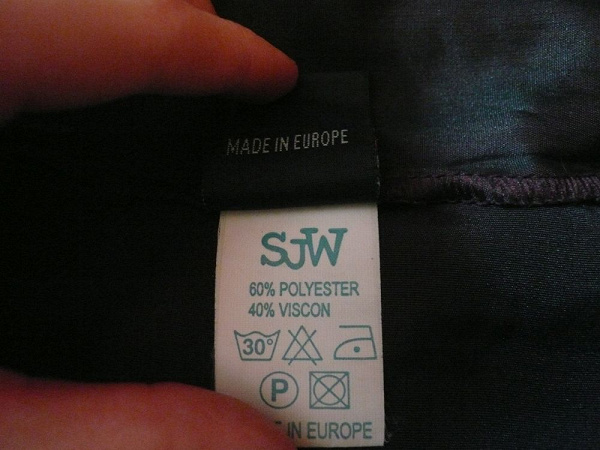 MADE IN EUROPE
SJW
60% POLYESTER
40% VISCON
30°
P
IN EUROPE